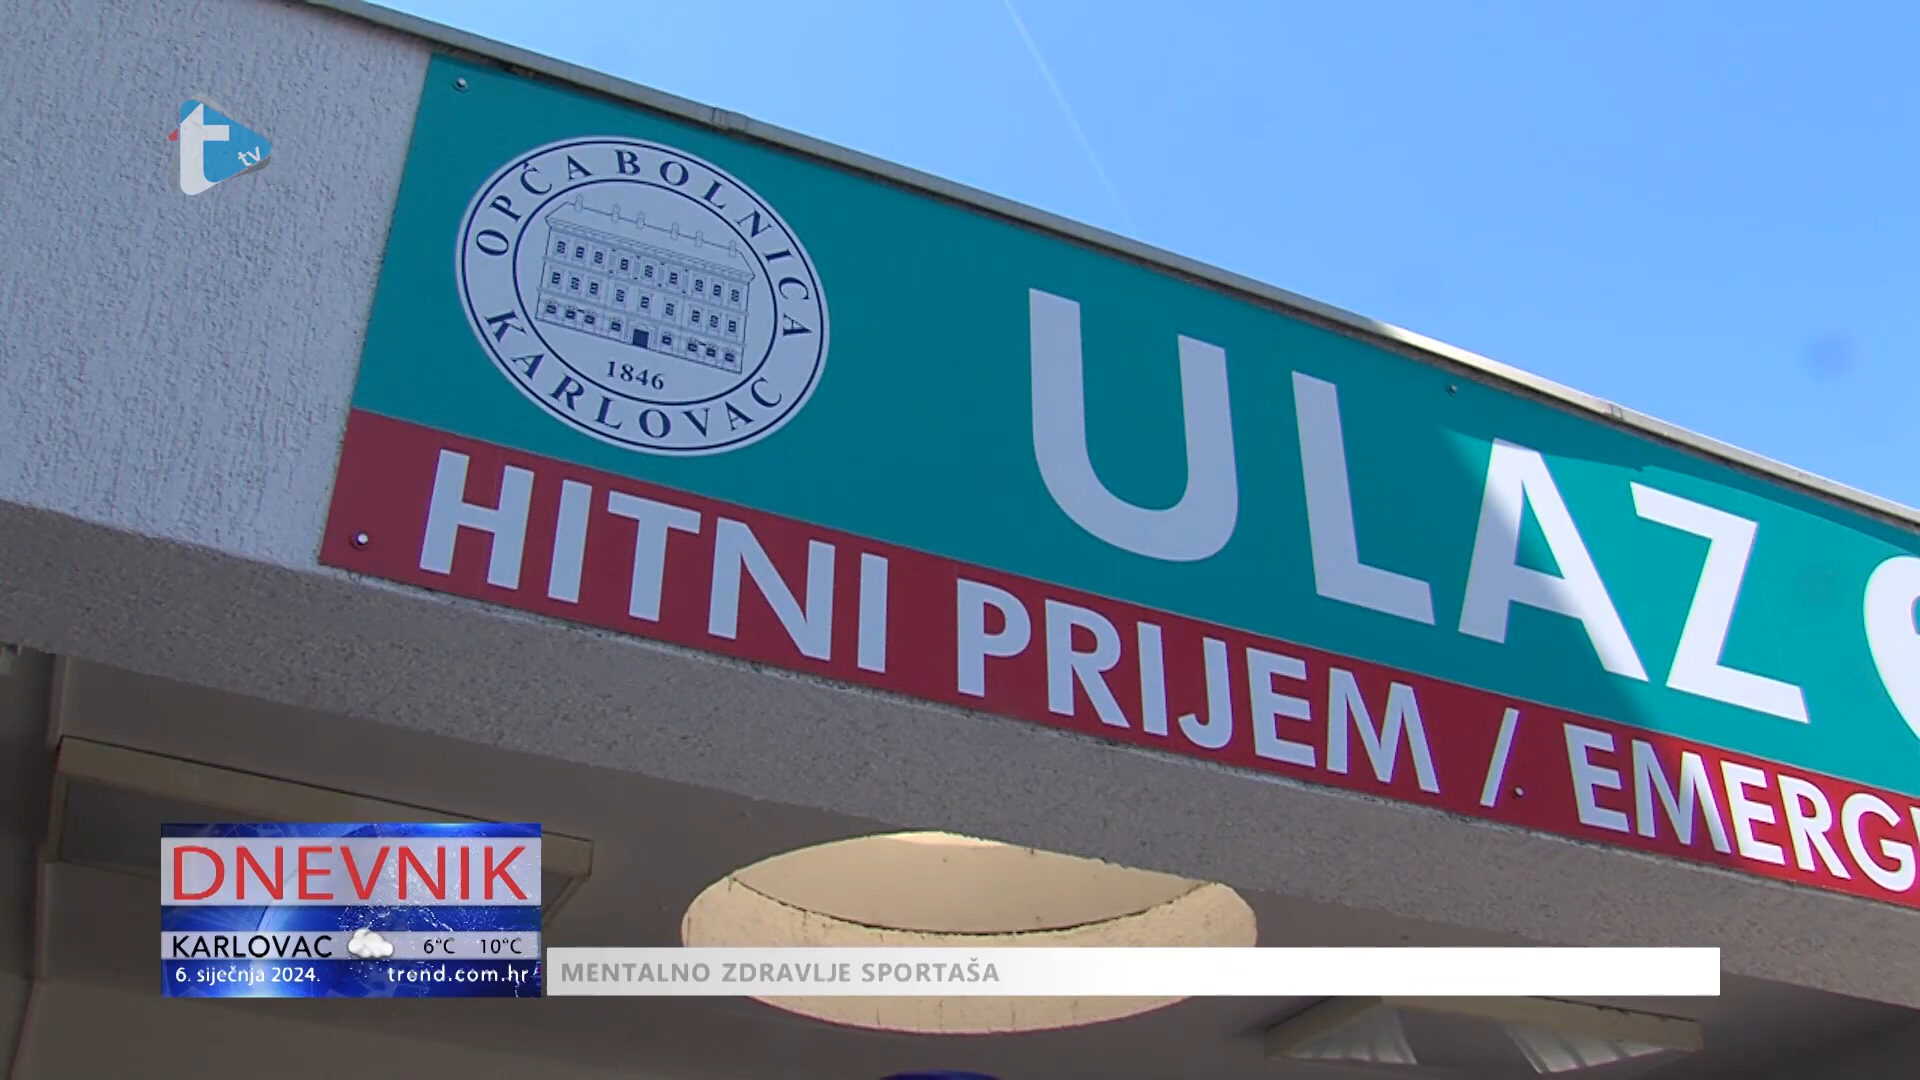 tv
OPĆA BOLNICA
KARLOVAC
1846
ULAZ
HITNI PRIJEM /
DNEVNIK
KARLOVAC 6°C 10°C
6. siječnja 2024. trend.com.hr
MENTALNO ZDRAVLJE SPORTAŠA